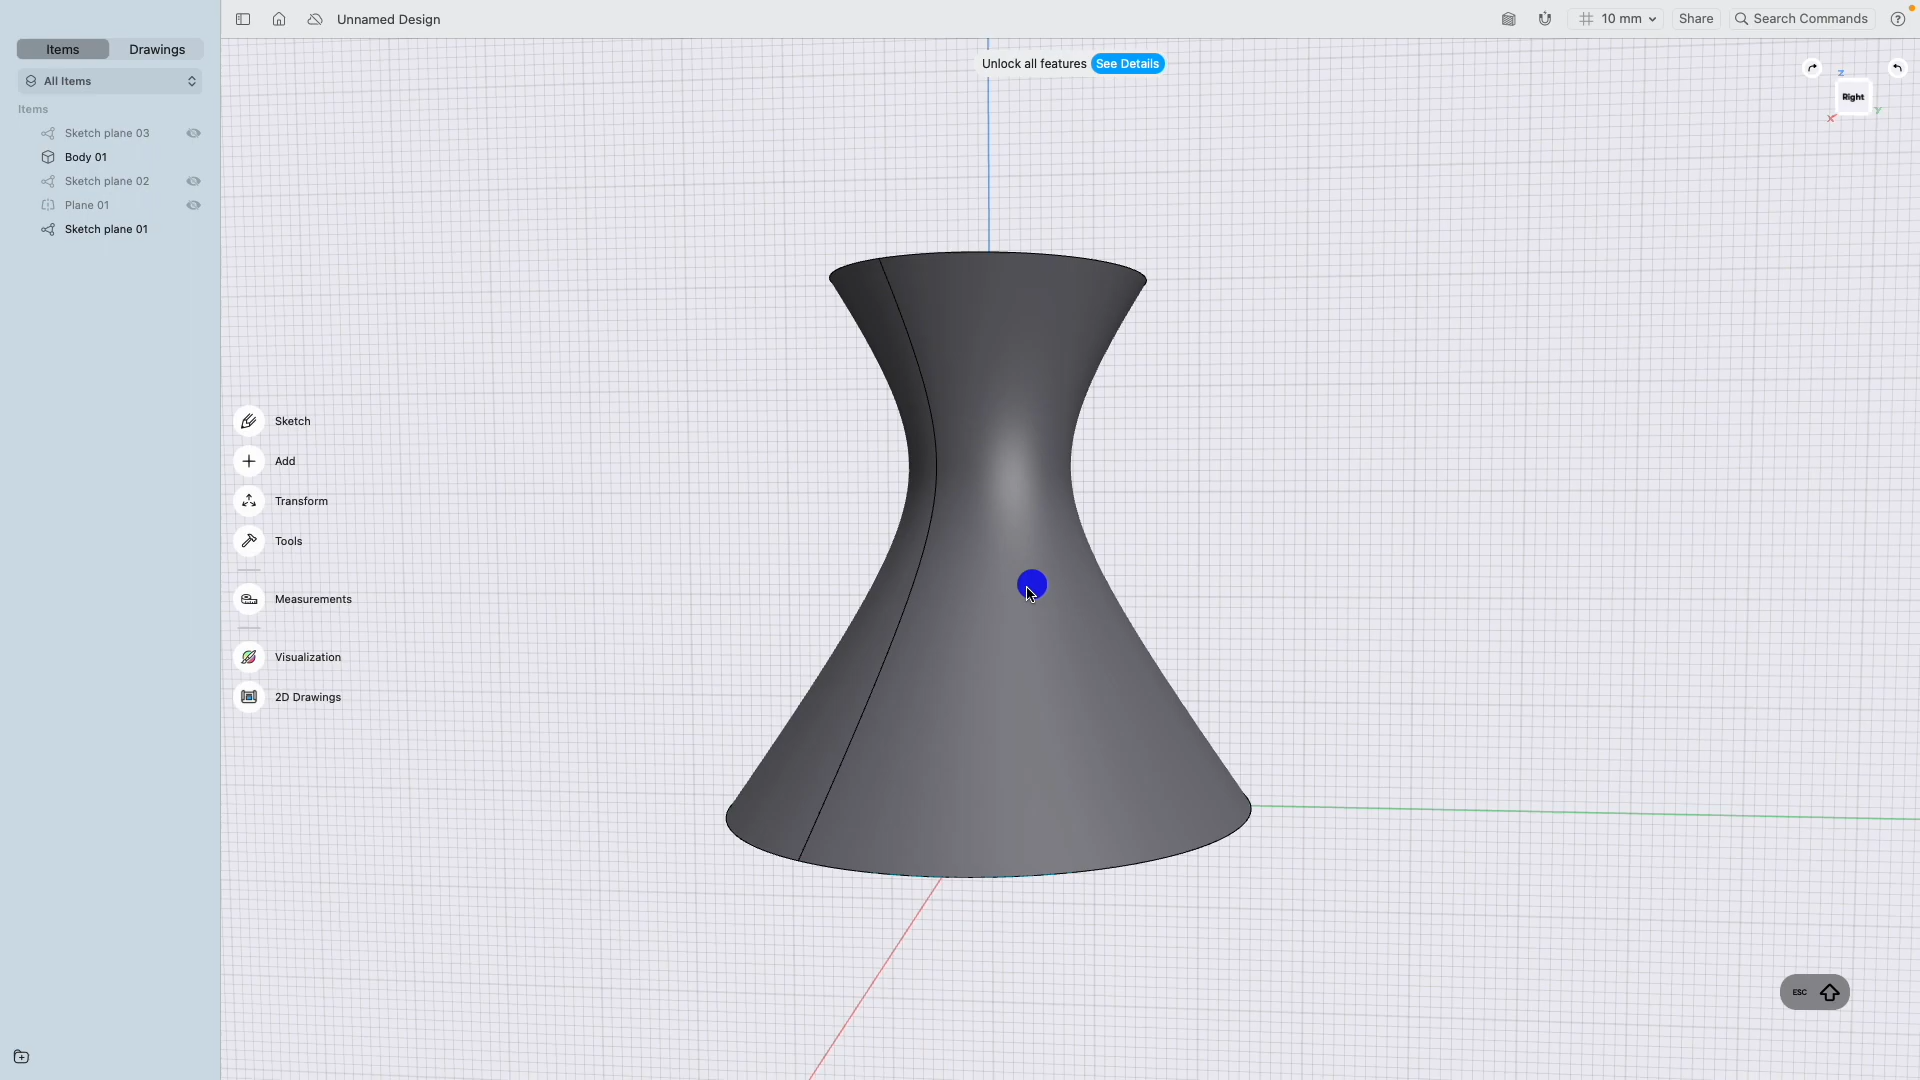 Unnamed Design
10 mm
Share
Search Commands
Items
Drawings
Unlock all features See Details
All Items
Z
Right
X
Y
Items
Sketch plane 03
Body 01
Sketch plane 02
Plane 01
Sketch plane 01
Sketch
Add
Transform
Tools
Measurements
Visualization
2D Drawings
ESC